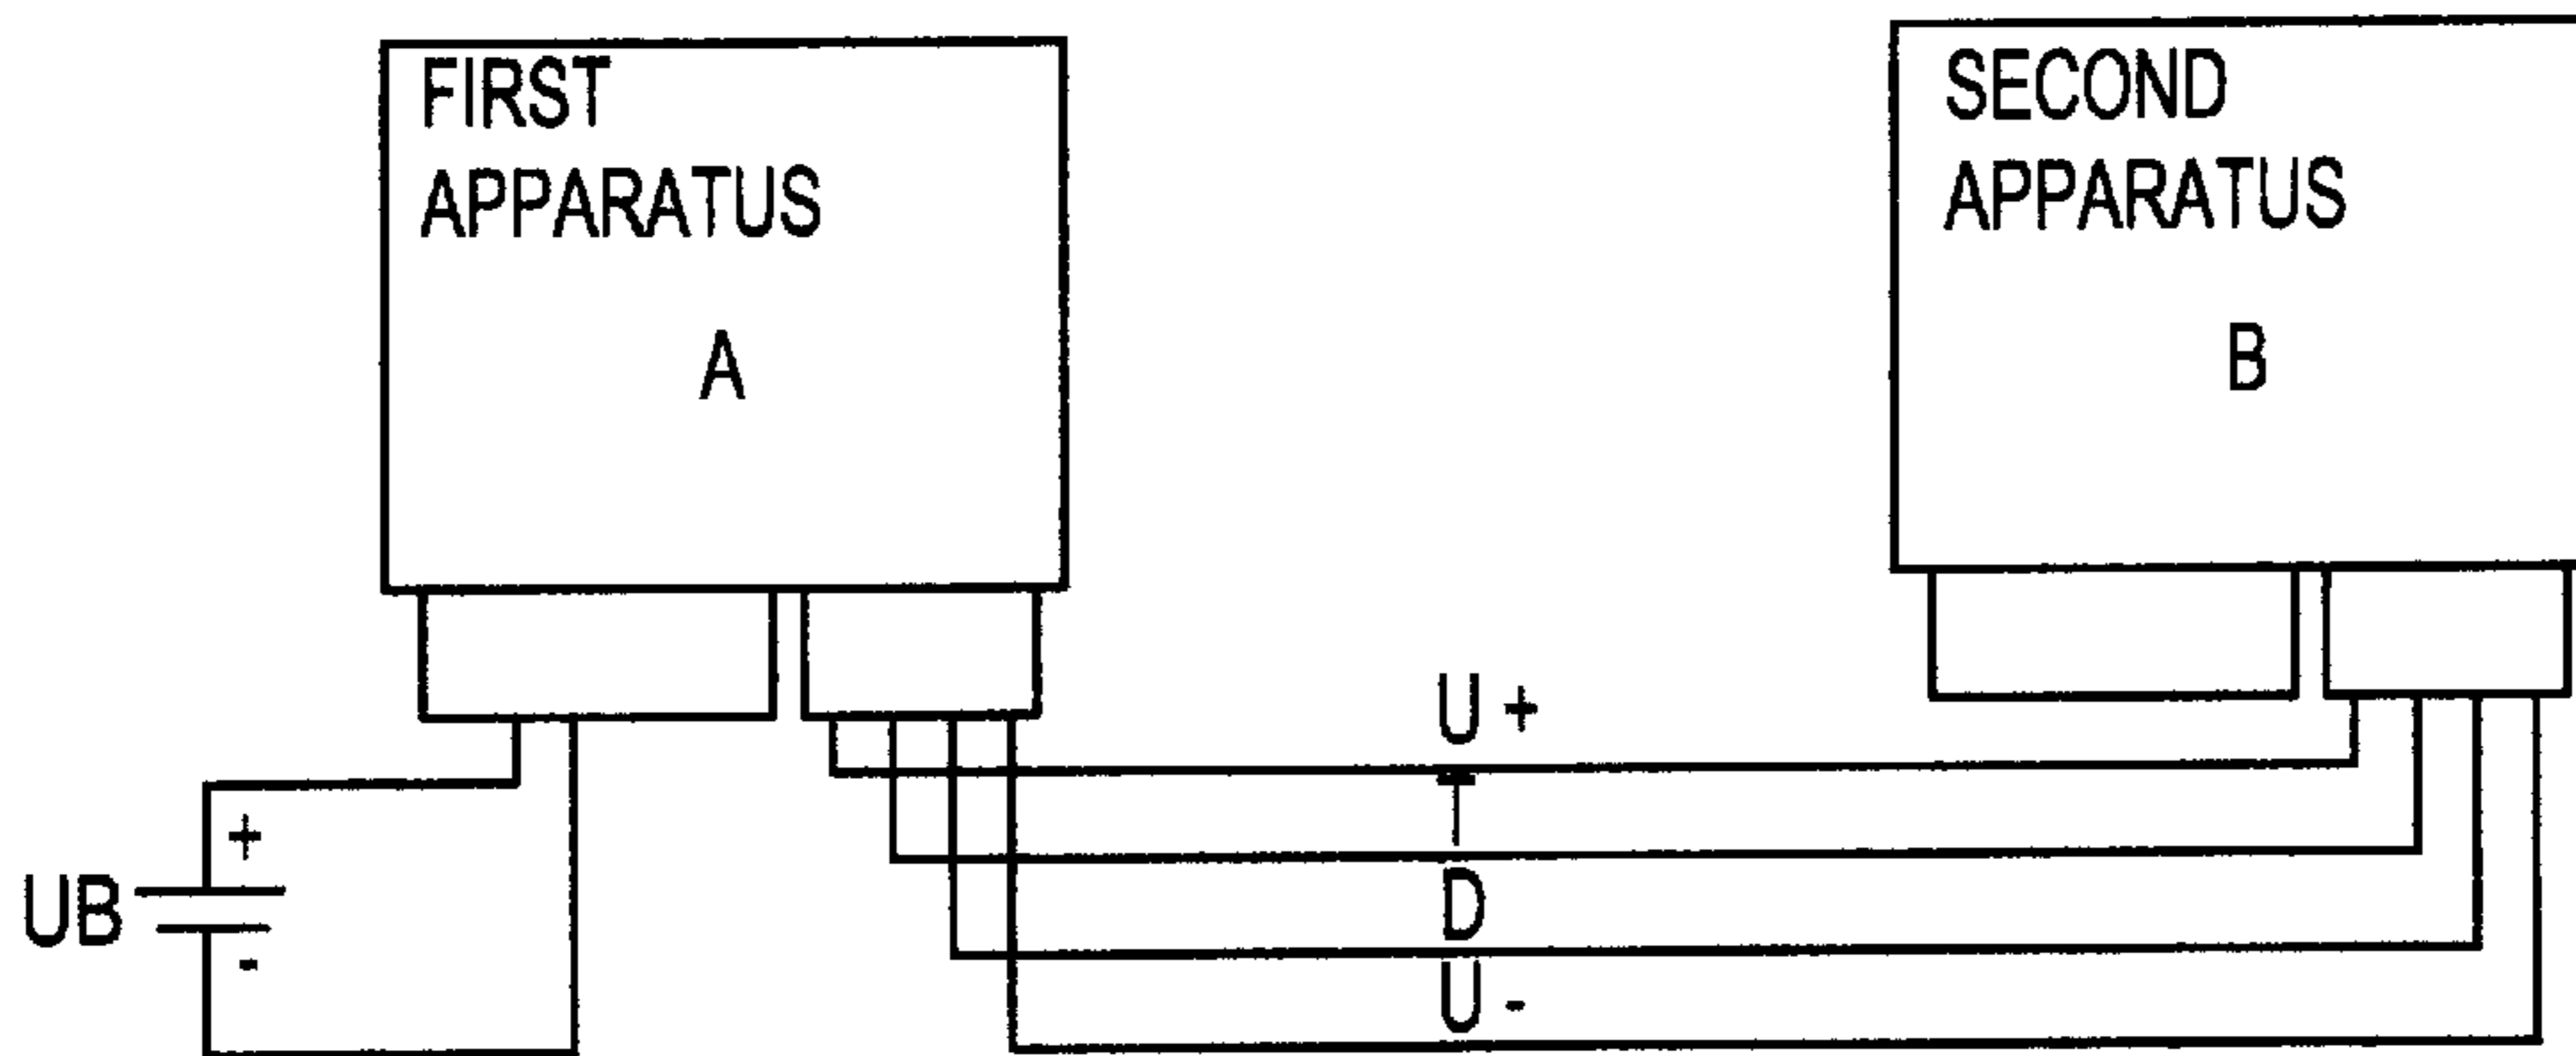 FIRST
APPARATUS
A
SECOND
APPARATUS
B
U +
T
D
U -
+
UB
-